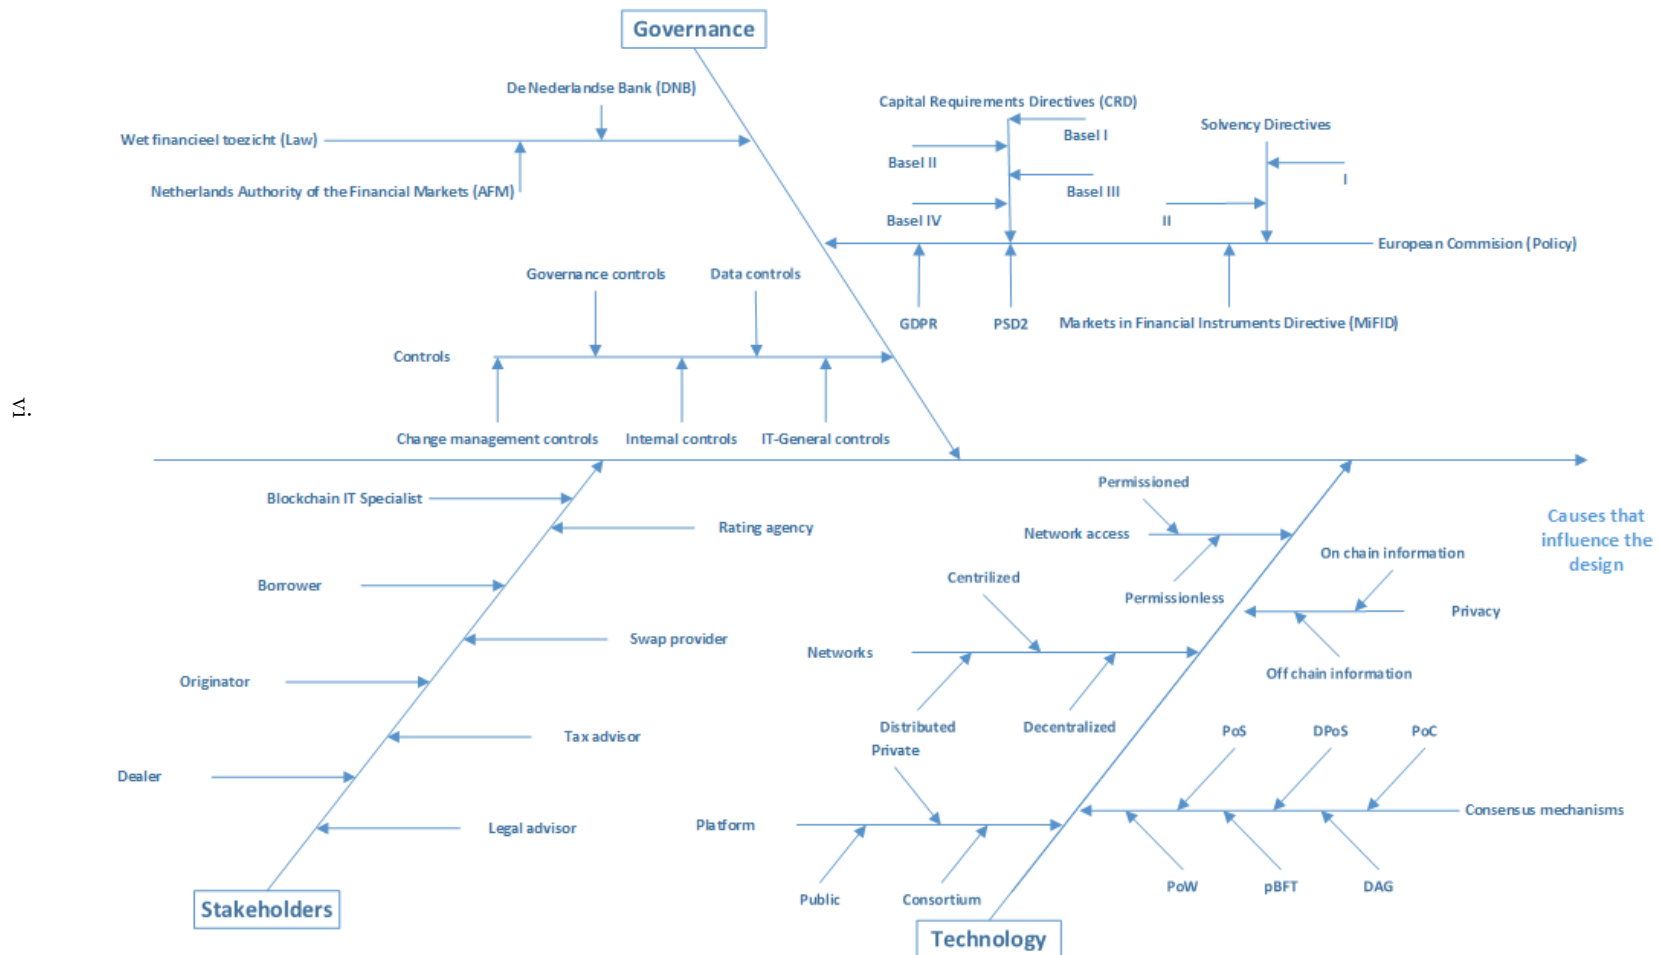 Governance
De Nederlandse Bank (DNB)
Wet financieel toezicht (Law)
Netherlands Authority of the Financial Markets (AFM)
Capital Requirements Directives (CRD)
Basel I
Basel II
Basel III
Basel IV
Solvency Directives
I
II
European Commision (Policy)
GDPR
PSD2
Markets in Financial Instruments Directive (MiFID)
Governance controls
Data controls
Controls
Change management controls
Internal controls
IT-General controls
vi
Causes that
influence the
design
Blockchain IT Specialist
Rating agency
Borrower
Swap provider
Originator
Tax advisor
Dealer
Legal advisor
Stakeholders
Permissioned
Network access
Permissionless
On chain information
Privacy
Off chain information
Centrilized
Networks
Distributed
Decentralized
Private
Platform
Public
Consortium
PoS
DPoS
PoC
Consensus mechanisms
PoW
pBFT
DAG
Technology